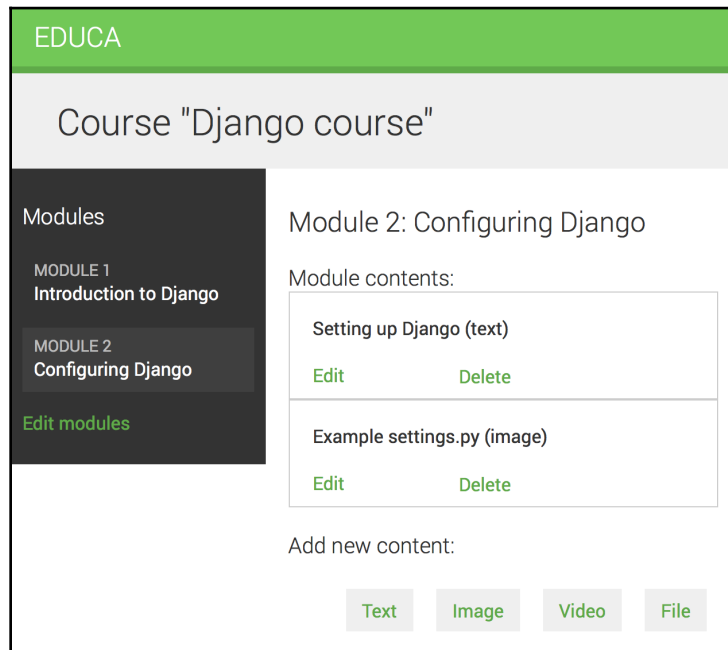 EDUCA
Course "Django course"
Modules
MODULE 1
Introduction to Django
MODULE 2
Configuring Django
Edit modules
Module 2: Configuring Django
Module contents:
Setting up Django (text)
Edit Delete
Example settings.py (image)
Edit Delete
Add new content:
Text Image Video File